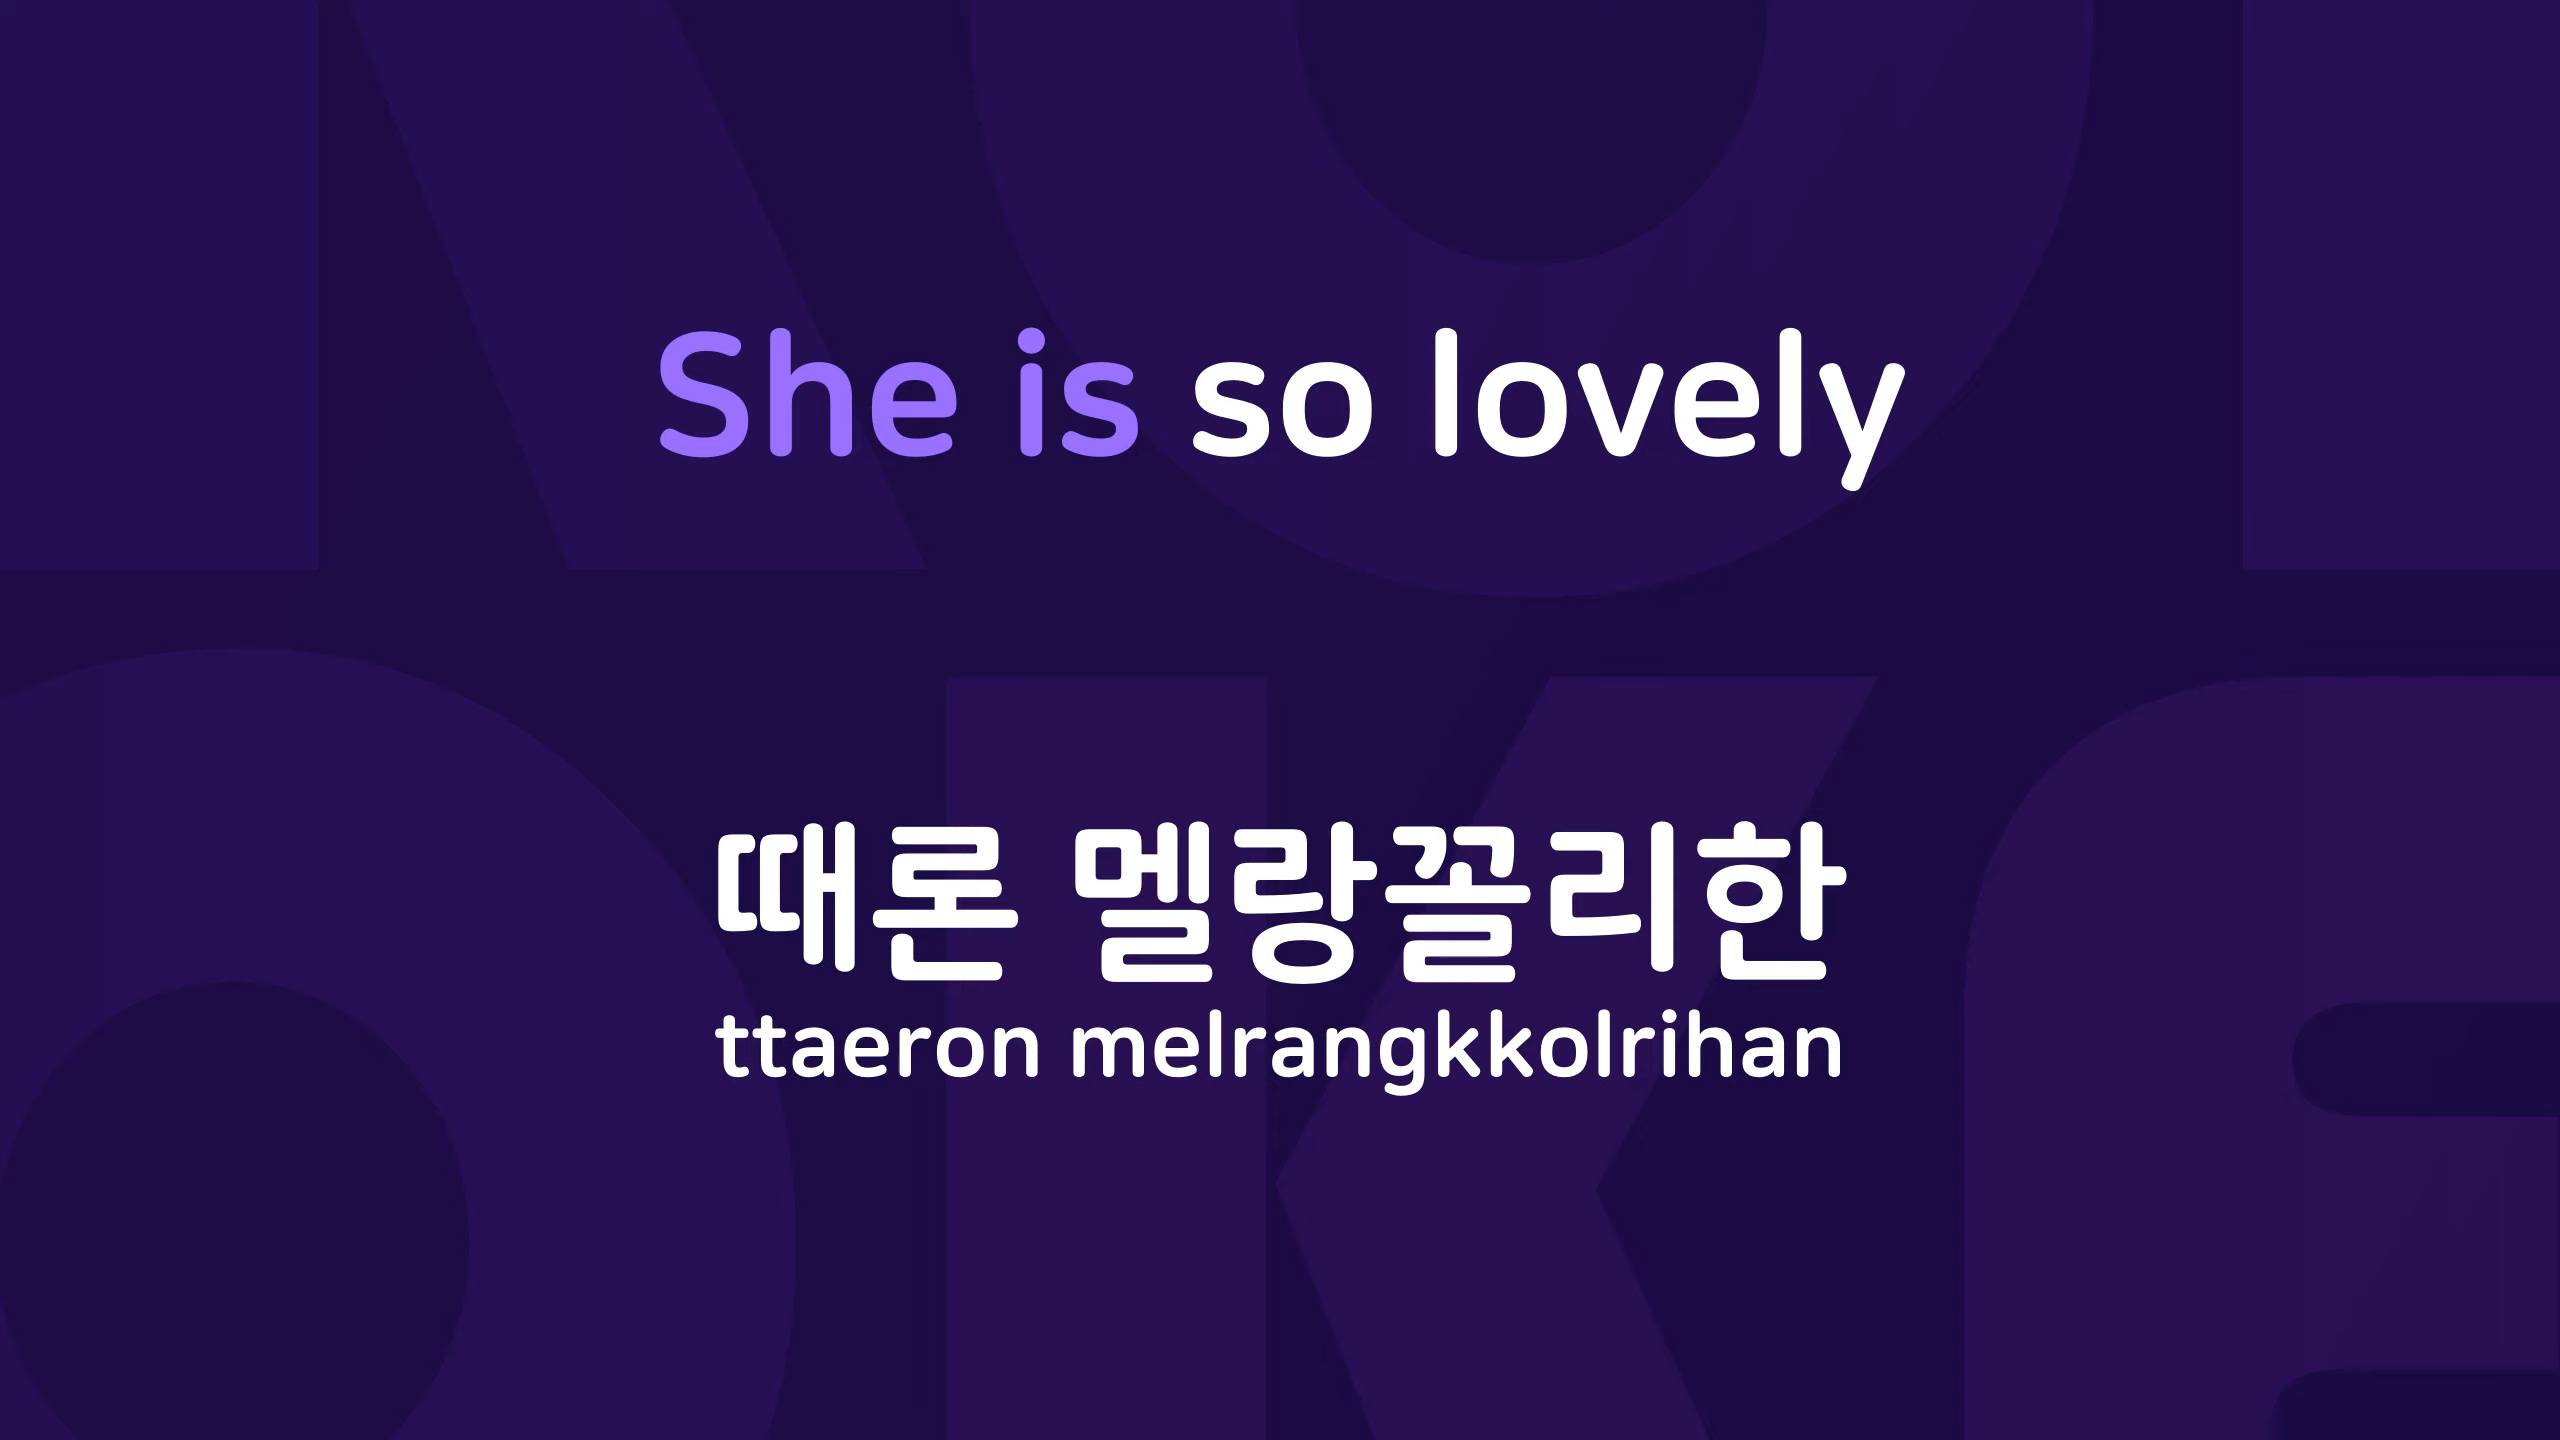 She is so lovely
때론 멜랑꼴리한
ttaeron melrangkkolrihan